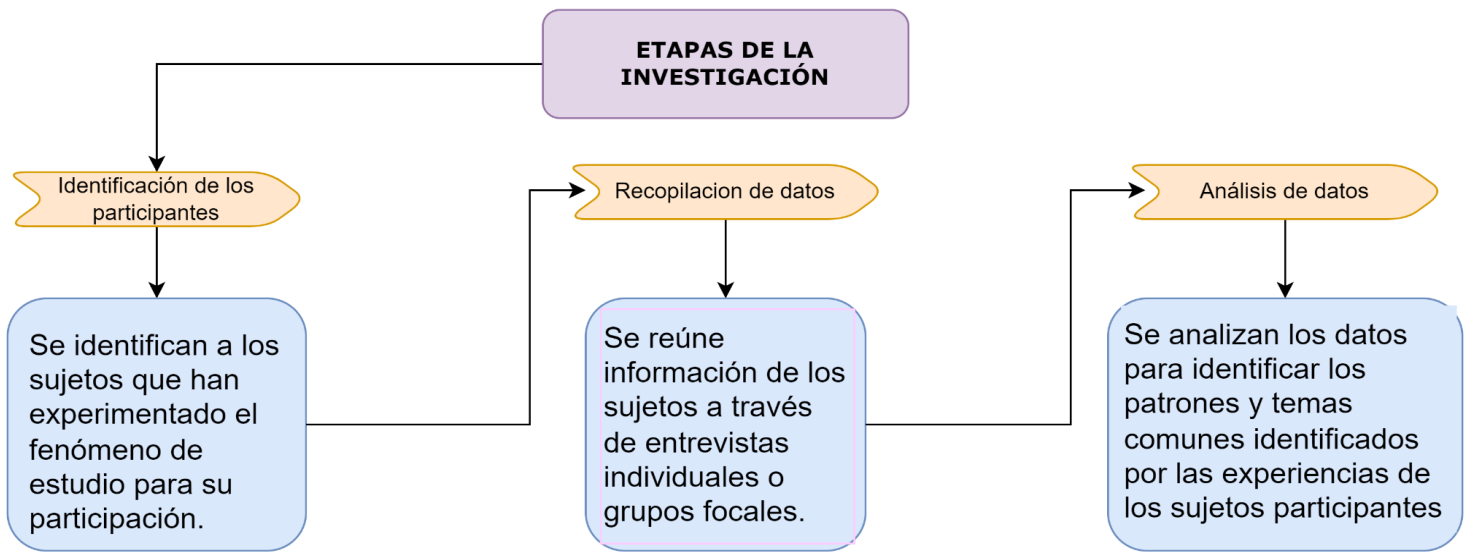 ETAPAS DE LA
INVESTIGACIÓN
Identificación de los
participantes
Recopilacion de datos
Análisis de datos
Se identifican a los
sujetos que han
experimentado el
fenómeno de
estudio para su
participación.
Se reúne
información de los
sujetos a través
de entrevistas
individuales o
grupos focales.
Se analizan los datos
para identificar los
patrones y temas
comunes identificados
por las experiencias de
los sujetos participantes